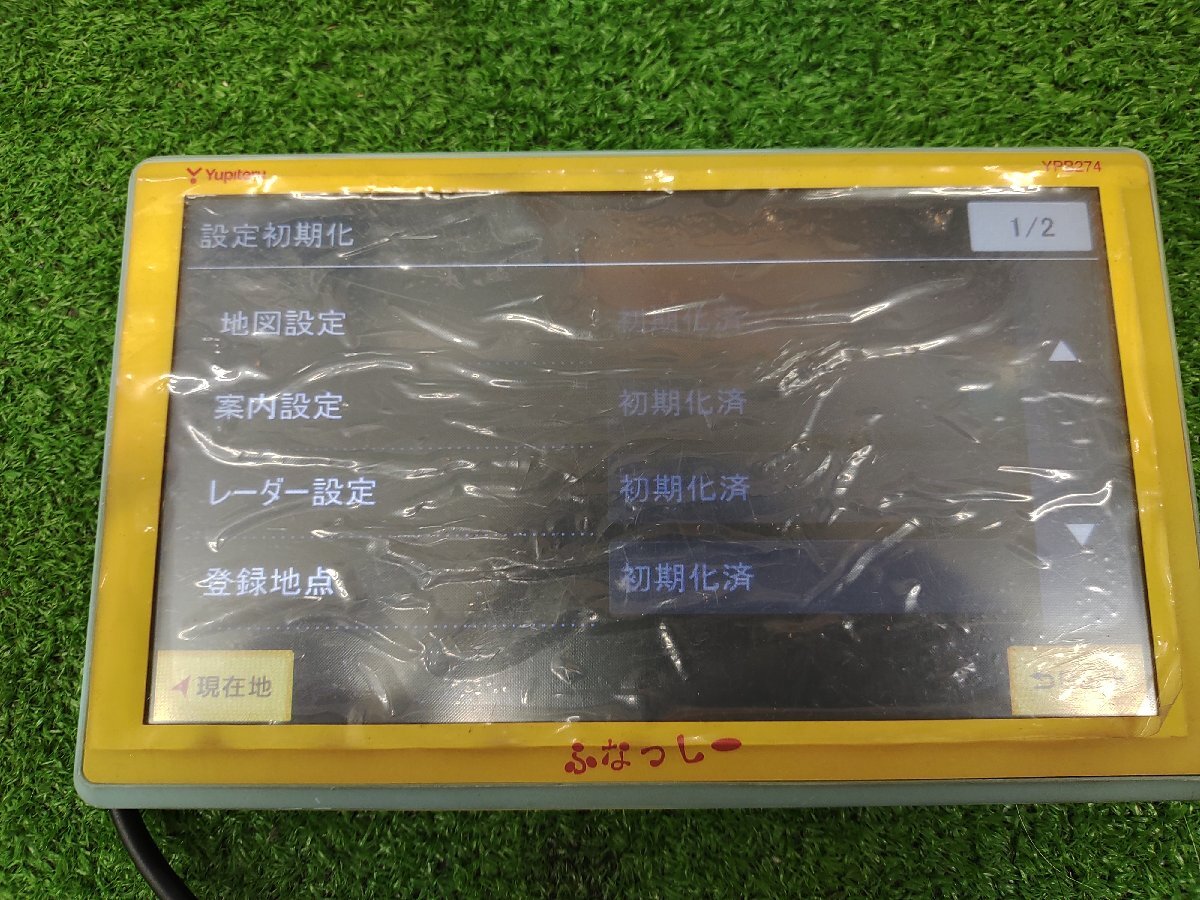 Yupiteru
YPB274
設定初期化
1/2
地図設定 初期化済
案内設定 初期化済
レーダー設定 初期化済
登録地点 初期化済
現在地
ふなっしー